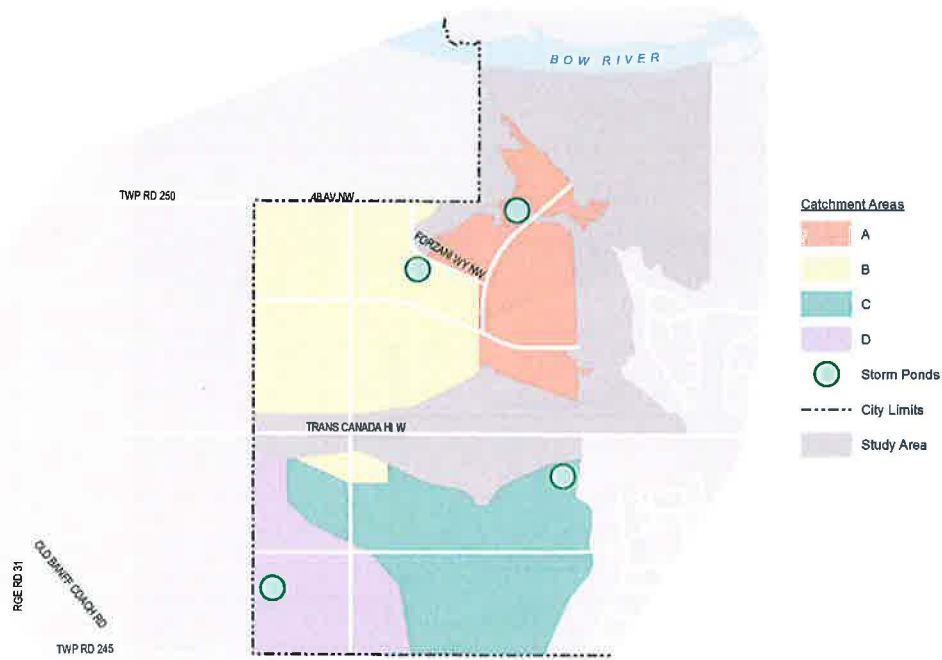 BOW RIVER
TWP RD 250
48 AV NW
FORZANI WY NW
Catchment Areas
A
B
C
D
Storm Ponds
City Limits
Study Area
TRANS CANADA HI W
OLD BANFF COACH RD
RGE RD 31
TWP RD 245